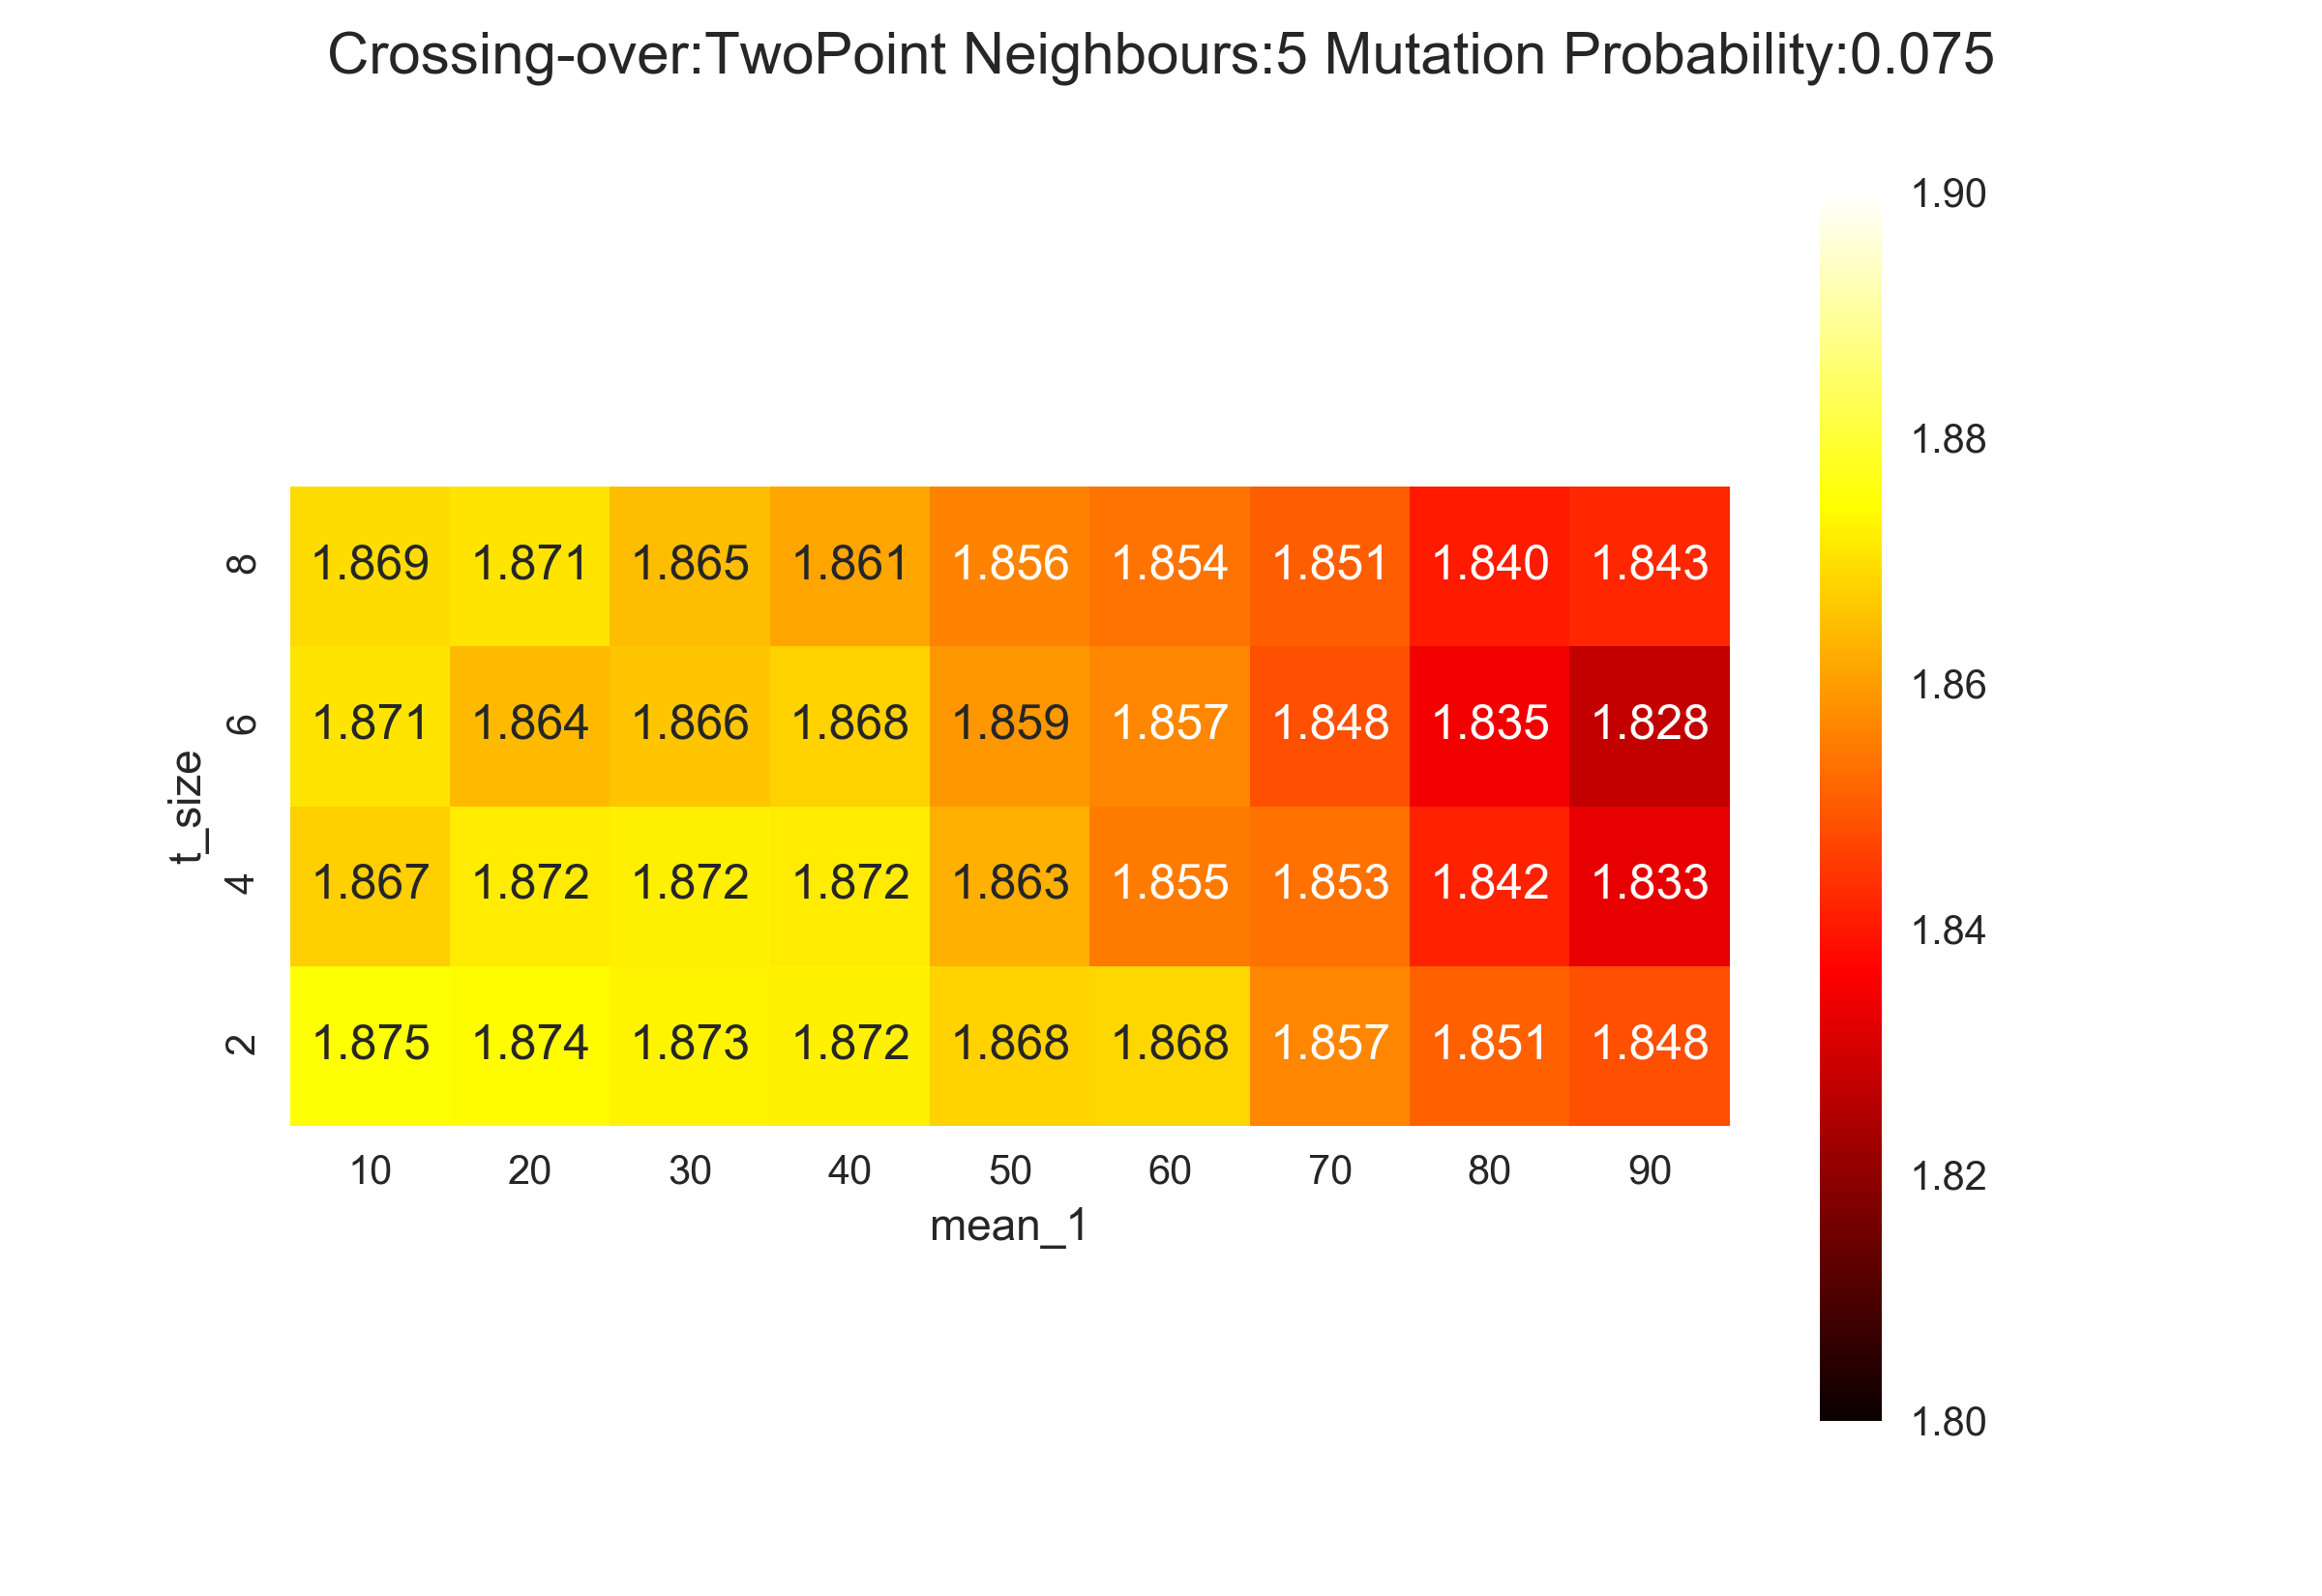 Crossing-over:TwoPoint Neighbours:5 Mutation Probability:0.075
t_size
8 1.869 1.871 1.865 1.861 1.856 1.854 1.851 1.840 1.843
6 1.871 1.864 1.866 1.868 1.859 1.857 1.848 1.835 1.828
4 1.867 1.872 1.872 1.872 1.863 1.855 1.853 1.842 1.833
2 1.875 1.874 1.873 1.872 1.868 1.868 1.857 1.851 1.848
10 20 30 40 50 60 70 80 90
mean_1
1.90
1.88
1.86
1.84
1.82
1.80